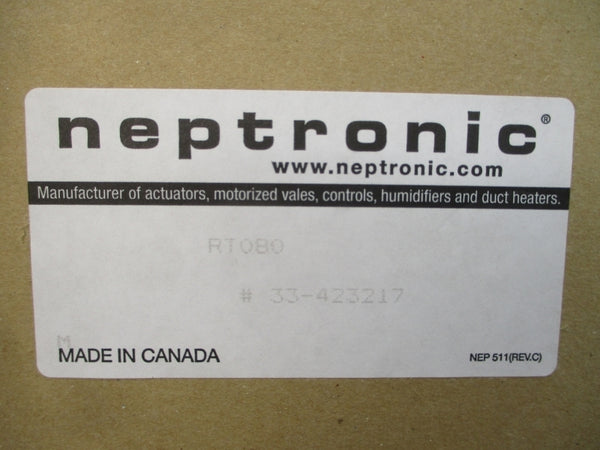 neptronic®
www.neptronic.com
Manufacturer of actuators, motorized vales, controls, humidifiers and duct heaters.
RT080
# 33-423217
M
MADE IN CANADA
NEP 511(REV.C)